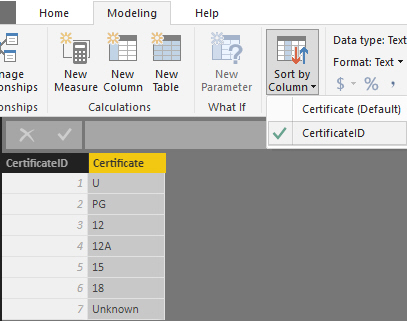 Home Modeling Help
nage
onships
New
Measure
New
Column
New
Table
New
Parameter
Sort by
Column
Data type: Text
Format: Text
$ % ,
onships
Calculations
What If
Certificate (Default)
CertificateID
CertificateID Certificate
1 U
2 PG
3 12
4 12A
5 15
6 18
7 Unknown